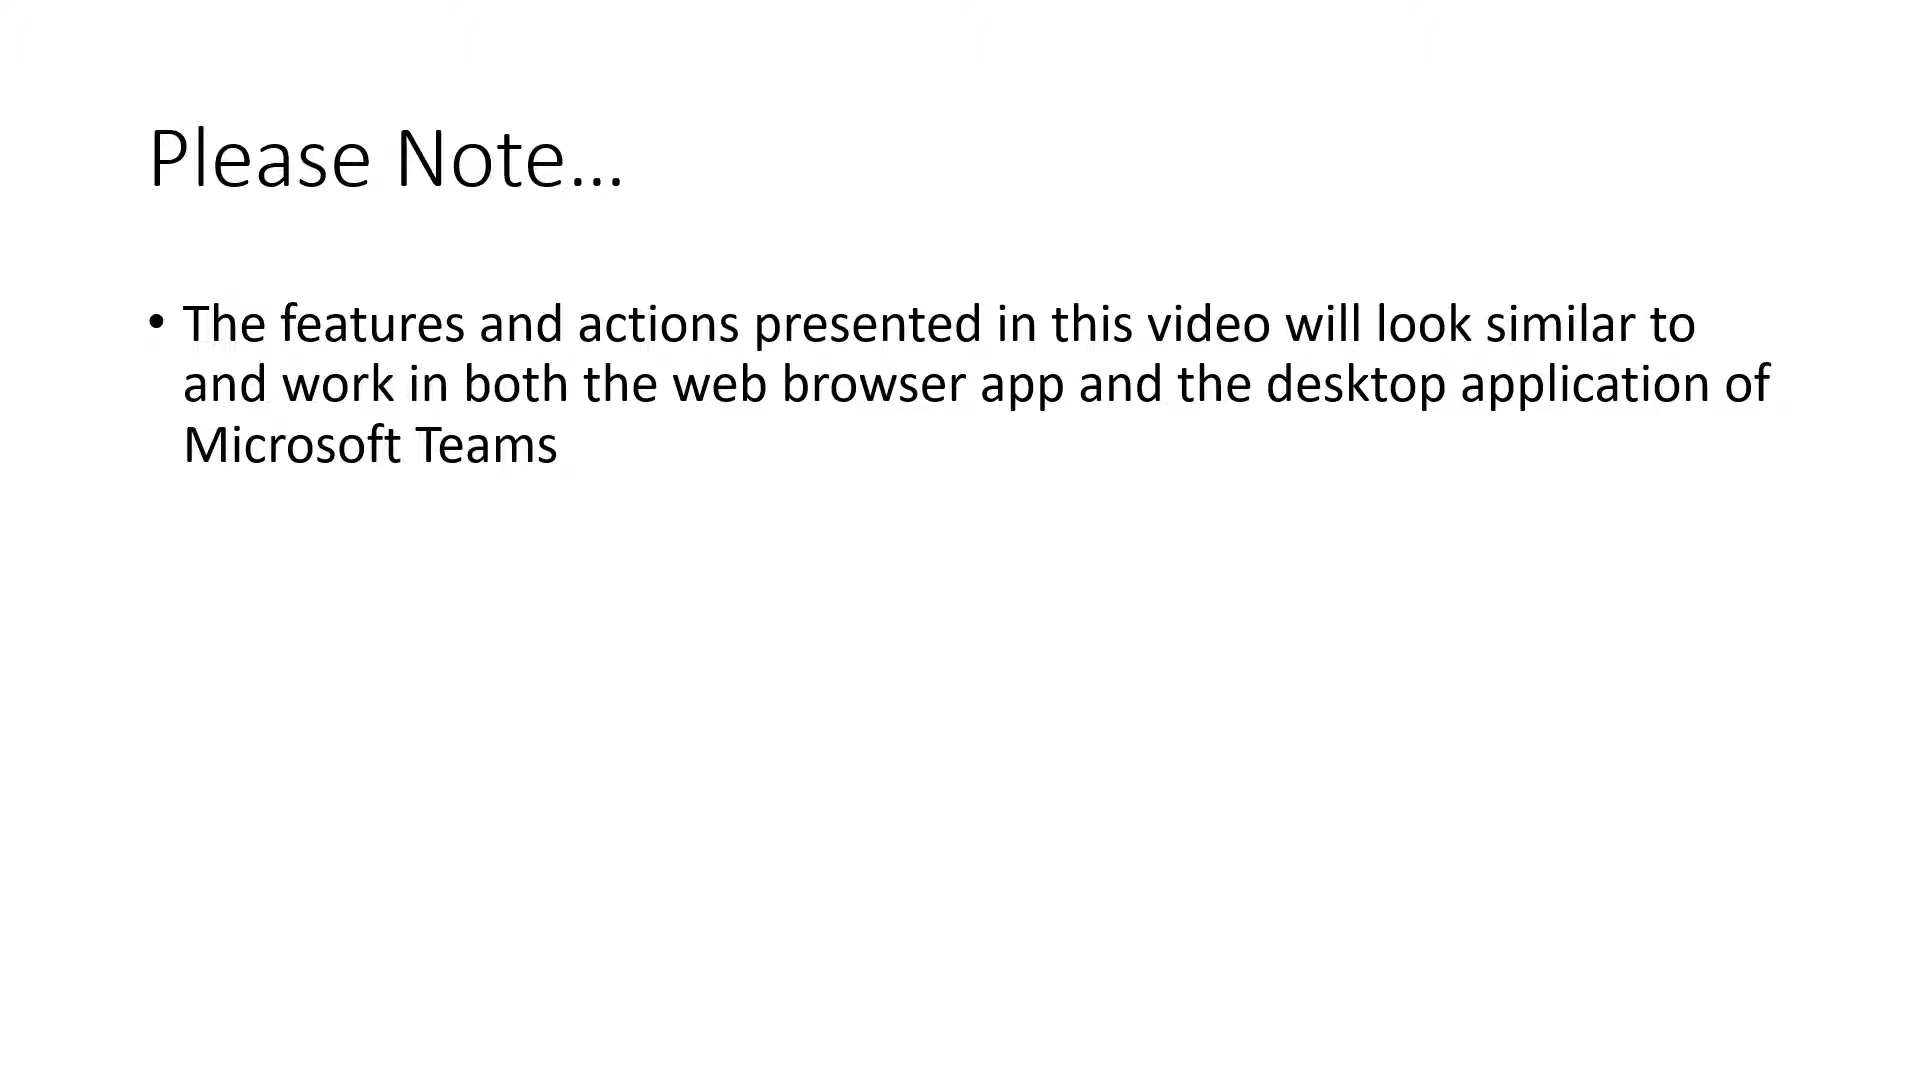 Please Note...
• The features and actions presented in this video will look similar to
and work in both the web browser app and the desktop application of
Microsoft Teams